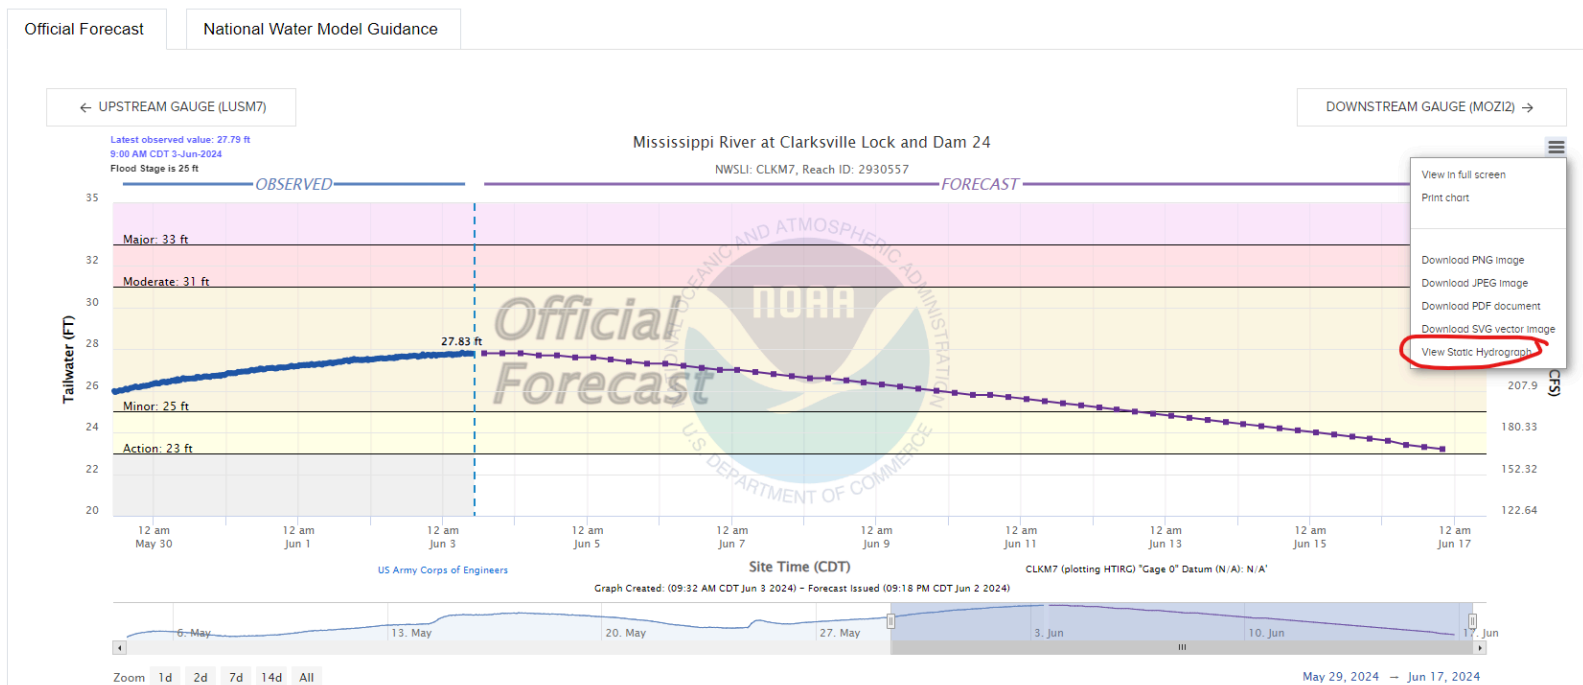 Official Forecast
National Water Model Guidance
← UPSTREAM GAUGE (LUSM7)
DOWNSTREAM GAUGE (MOZI2) →
Latest observed value: 27.79 ft
9:00 AM CDT 3-Jun-2024
Flood Stage is 25 ft
Mississippi River at Clarksville Lock and Dam 24
NWSLI: CLKM7, Reach ID: 2930557
OBSERVED
FORECAST
View in full screen
Print chart
Download PNG image
Download JPEG image
Download PDF document
Download SVG vector image
View Static Hydrograph
35
32
30
28
26
24
22
20
Tailwater (FT)
Major: 33 ft
Moderate: 31 ft
Minor: 25 ft
Action: 23 ft
27.83 ft
Official
Forecast
NATIONAL OCEANIC AND ATMOSPHERIC ADMINISTRATION
NOAA
U.S. DEPARTMENT OF COMMERCE
CFS)
207.9
180.33
152.32
122.64
12 am
May 30
12 am
Jun 1
12 am
Jun 3
12 am
Jun 5
12 am
Jun 7
12 am
Jun 9
12 am
Jun 11
12 am
Jun 13
12 am
Jun 15
12 am
Jun 17
US Army Corps of Engineers
Site Time (CDT)
CLKM7 (plotting HTIRG) "Gage 0" Datum (N/A): N/A'
Graph Created: (09:32 AM CDT Jun 3 2024) - Forecast Issued (09:18 PM CDT Jun 2 2024)
6. May
13. May
20. May
27. May
3. Jun
10. Jun
17. Jun
Zoom 1d 2d 7d 14d All
May 29, 2024 → Jun 17, 2024